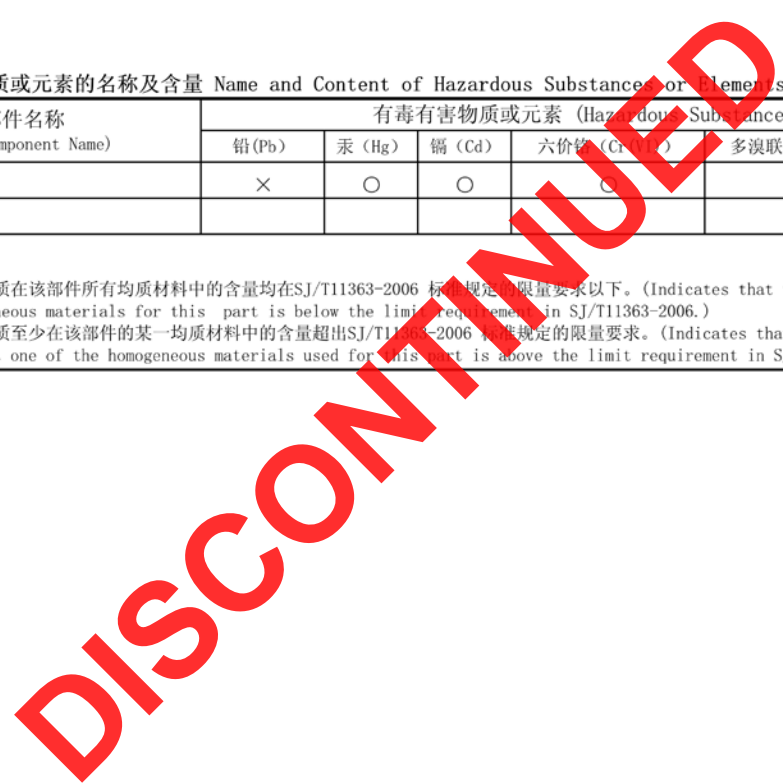 质或元素的名称及含量 Name and Content of Hazardous Substances or Elements
件名称
有毒有害物质或元素 (Hazardous Substance
mponent Name)
铅(Pb)
汞（Hg）
镉（Cd）
六价铬（Cr(VI)）
多溴联
× ○ ○ ○
质在该部件所有均质材料中的含量均在SJ/T11363-2006 标准规定的限量要求以下。(Indicates that
neous materials for this part is below the limit requirement in SJ/T11363-2006.)
质至少在该部件的某一均质材料中的含量超出SJ/T11363-2006 标准规定的限量要求。(Indicates tha
one of the homogeneous materials used for this part is above the limit requirement in S
DISCONTINUED